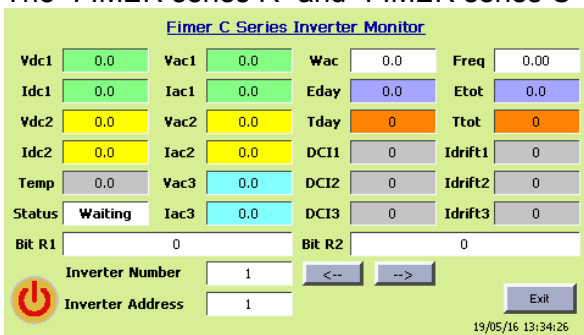 The "FIMER series R" and "FIMER series C"
Fimer C Series Inverter Monitor
Vdc1 0.0 Vac1 0.0 Wac 0.0 Freq 0.00
Idc1 0.0 Iac1 0.0 Eday 0.0 Etot 0.0
Vdc2 0.0 Vac2 0.0 Tday 0 Ttot 0
Idc2 0.0 Iac2 0.0 DCI1 0 Idrift1 0
Temp 0.0 Vac3 0.0 DCI2 0 Idrift2 0
Status Waiting Iac3 0.0 DCI3 0 Idrift3 0
Bit R1 0 Bit R2 0
Inverter Number 1 <-- -->
Inverter Address 1 Exit
19/05/16 13:34:26